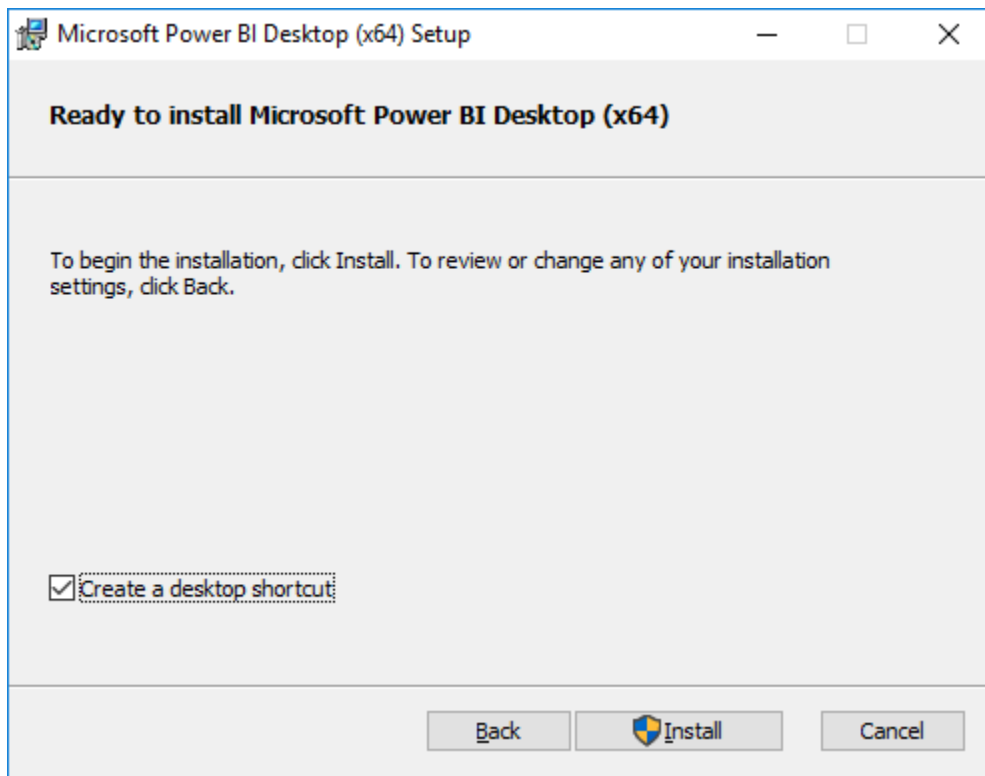 Microsoft Power BI Desktop (x64) Setup
Ready to install Microsoft Power BI Desktop (x64)
To begin the installation, click Install. To review or change any of your installation
settings, click Back.
Create a desktop shortcut
Back Install Cancel